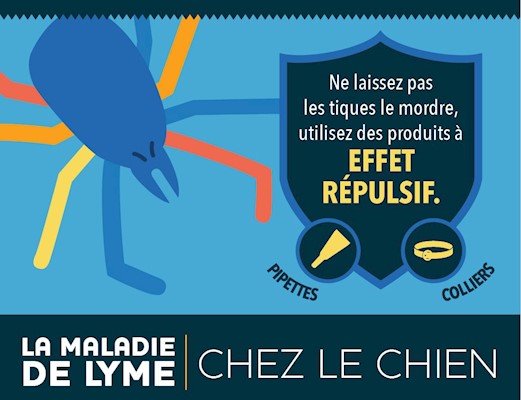 Ne laissez pas
les tiques le mordre,
utilisez des produits à
EFFET
RÉPULSIF.
PIPETTES
COLLIERS
LA MALADIE
DE LYME
CHEZ LE CHIEN